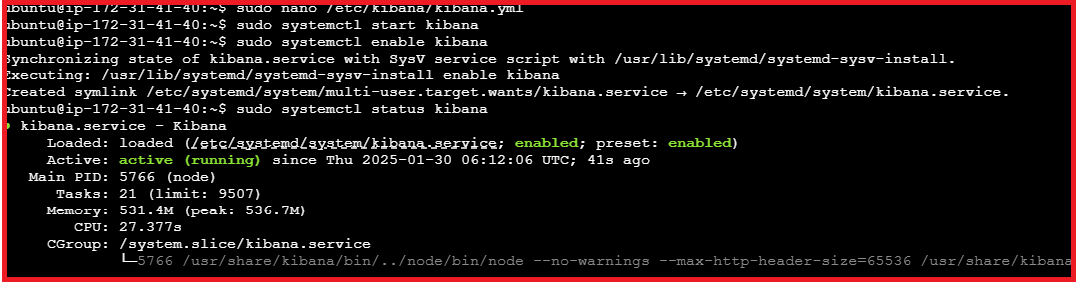 ubuntu@ip-172-31-41-40:~$ sudo nano /etc/kibana/kibana.yml
ubuntu@ip-172-31-41-40:~$ sudo systemctl start kibana
ubuntu@ip-172-31-41-40:~$ sudo systemctl enable kibana
Synchronizing state of kibana.service with SysV service script with /usr/lib/systemd/systemd-sysv-install.
Executing: /usr/lib/systemd/systemd-sysv-install enable kibana
Created symlink /etc/systemd/system/multi-user.target.wants/kibana.service → /etc/systemd/system/kibana.service.
ubuntu@ip-172-31-41-40:~$ sudo systemctl status kibana
● kibana.service - Kibana
Loaded: loaded (/etc/systemd/system/kibana.service; enabled; preset: enabled)
Active: active (running) since Thu 2025-01-30 06:12:06 UTC; 41s ago
Main PID: 5766 (node)
Tasks: 21 (limit: 9507)
Memory: 531.4M (peak: 536.7M)
CPU: 27.377s
CGroup: /system.slice/kibana.service
└─5766 /usr/share/kibana/bin/../node/bin/node --no-warnings --max-http-header-size=65536 /usr/share/kibana